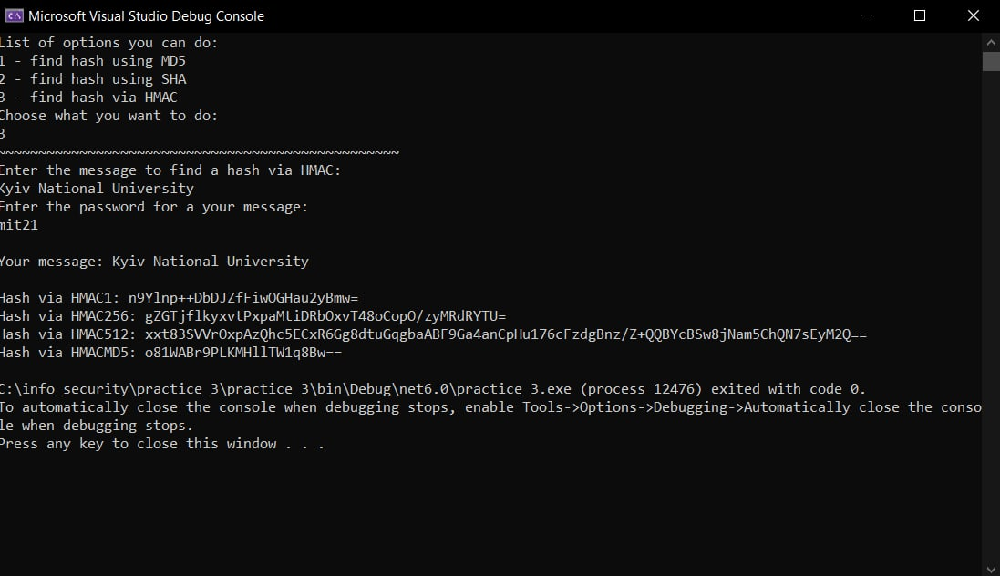 Microsoft Visual Studio Debug Console
List of options you can do:
1 - find hash using MD5
2 - find hash using SHA
3 - find hash via HMAC
Choose what you want to do:
3
~~~~~~~~~~~~~~~~~~~~~~~~~~~~~~~~~~~~~~~~~~~~~~~~~
Enter the message to find a hash via HMAC:
Kyiv National University
Enter the password for a your message:
mit21
Your message: Kyiv National University
Hash via HMAC1: n9Ylnp++DbDJZfFiwOGHau2yBmw=
Hash via HMAC256: gZGTjflkyxvtPxpaMtiDRbOxvT48oCopO/zyMRdRYTU=
Hash via HMAC512: xxt83SVVrOxpAzQhc5ECxR6Gg8dtuGqgbaABF9Ga4anCpHu176cFzdgBnz/Z+QQBYcBSw8jNam5ChQN7sEyM2Q==
Hash via HMACMD5: o81WABr9PLKMHllTW1q8Bw==
C:\info_security\practice_3\practice_3\bin\Debug\net6.0\practice_3.exe (process 12476) exited with code 0.
To automatically close the console when debugging stops, enable Tools->Options->Debugging->Automatically close the conso
le when debugging stops.
Press any key to close this window . . .